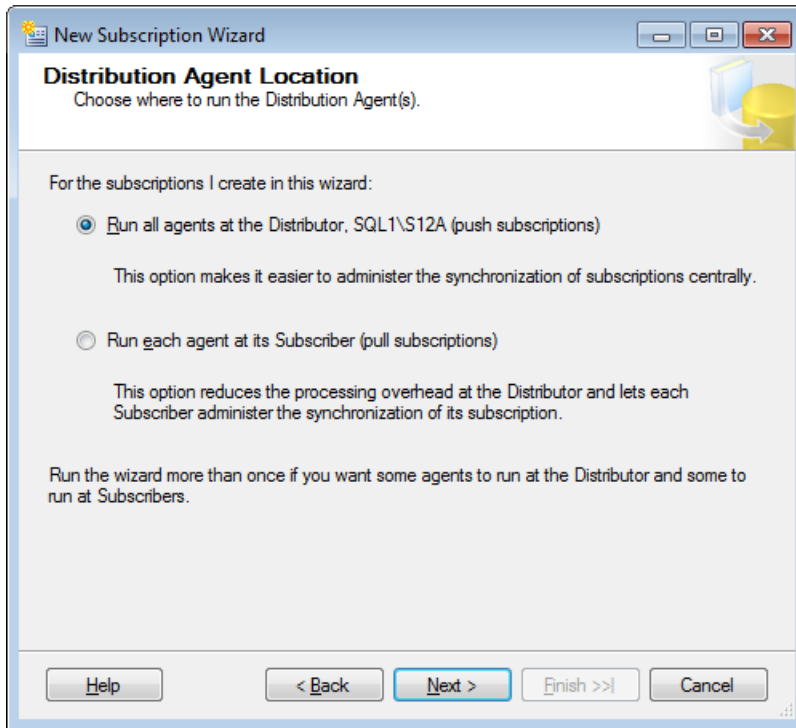 New Subscription Wizard
Distribution Agent Location
Choose where to run the Distribution Agent(s).
For the subscriptions I create in this wizard:
Run all agents at the Distributor, SQL1\S12A (push subscriptions)
This option makes it easier to administer the synchronization of subscriptions centrally.
Run each agent at its Subscriber (pull subscriptions)
This option reduces the processing overhead at the Distributor and lets each
Subscriber administer the synchronization of its subscription.
Run the wizard more than once if you want some agents to run at the Distributor and some to
run at Subscribers.
Help < Back Next > Finish >>| Cancel